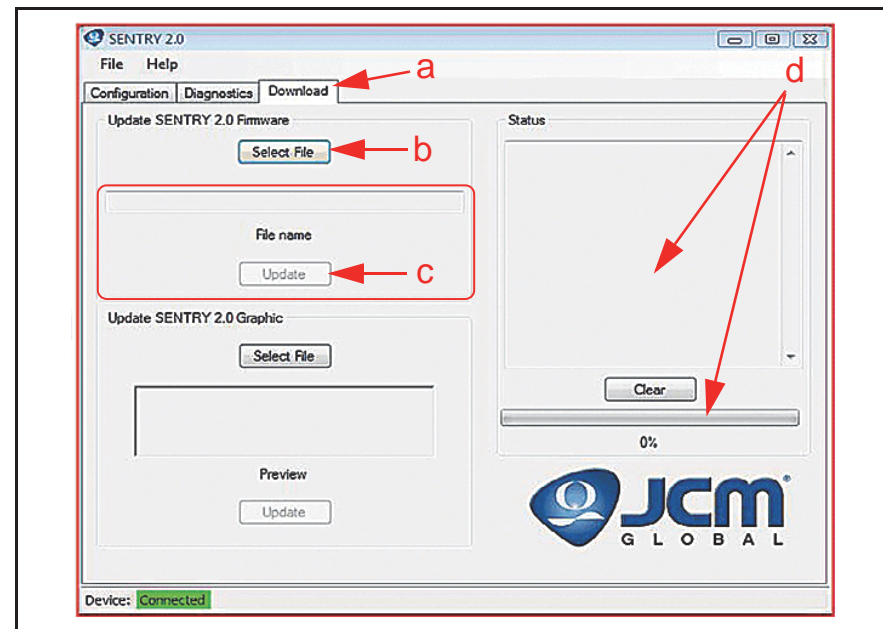 SENTRY 2.0
File Help
a
d
Configuration Diagnostics Download
Update SENTRY 2.0 Firmware
Select File
b
File name
Update
c
Update SENTRY 2.0 Graphic
Select File
Preview
Update
Status
Clear
0%
JCM®
GLOBAL
Device: Connected